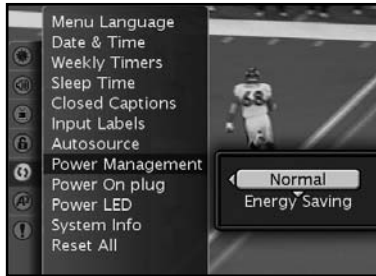 Menu Language
Date & Time
Weekly Timers
Sleep Time
Closed Captions
Input Labels
Autosource
Power Management
Power On plug
Power LED
System Info
Reset All
68
Normal
Energy Saving